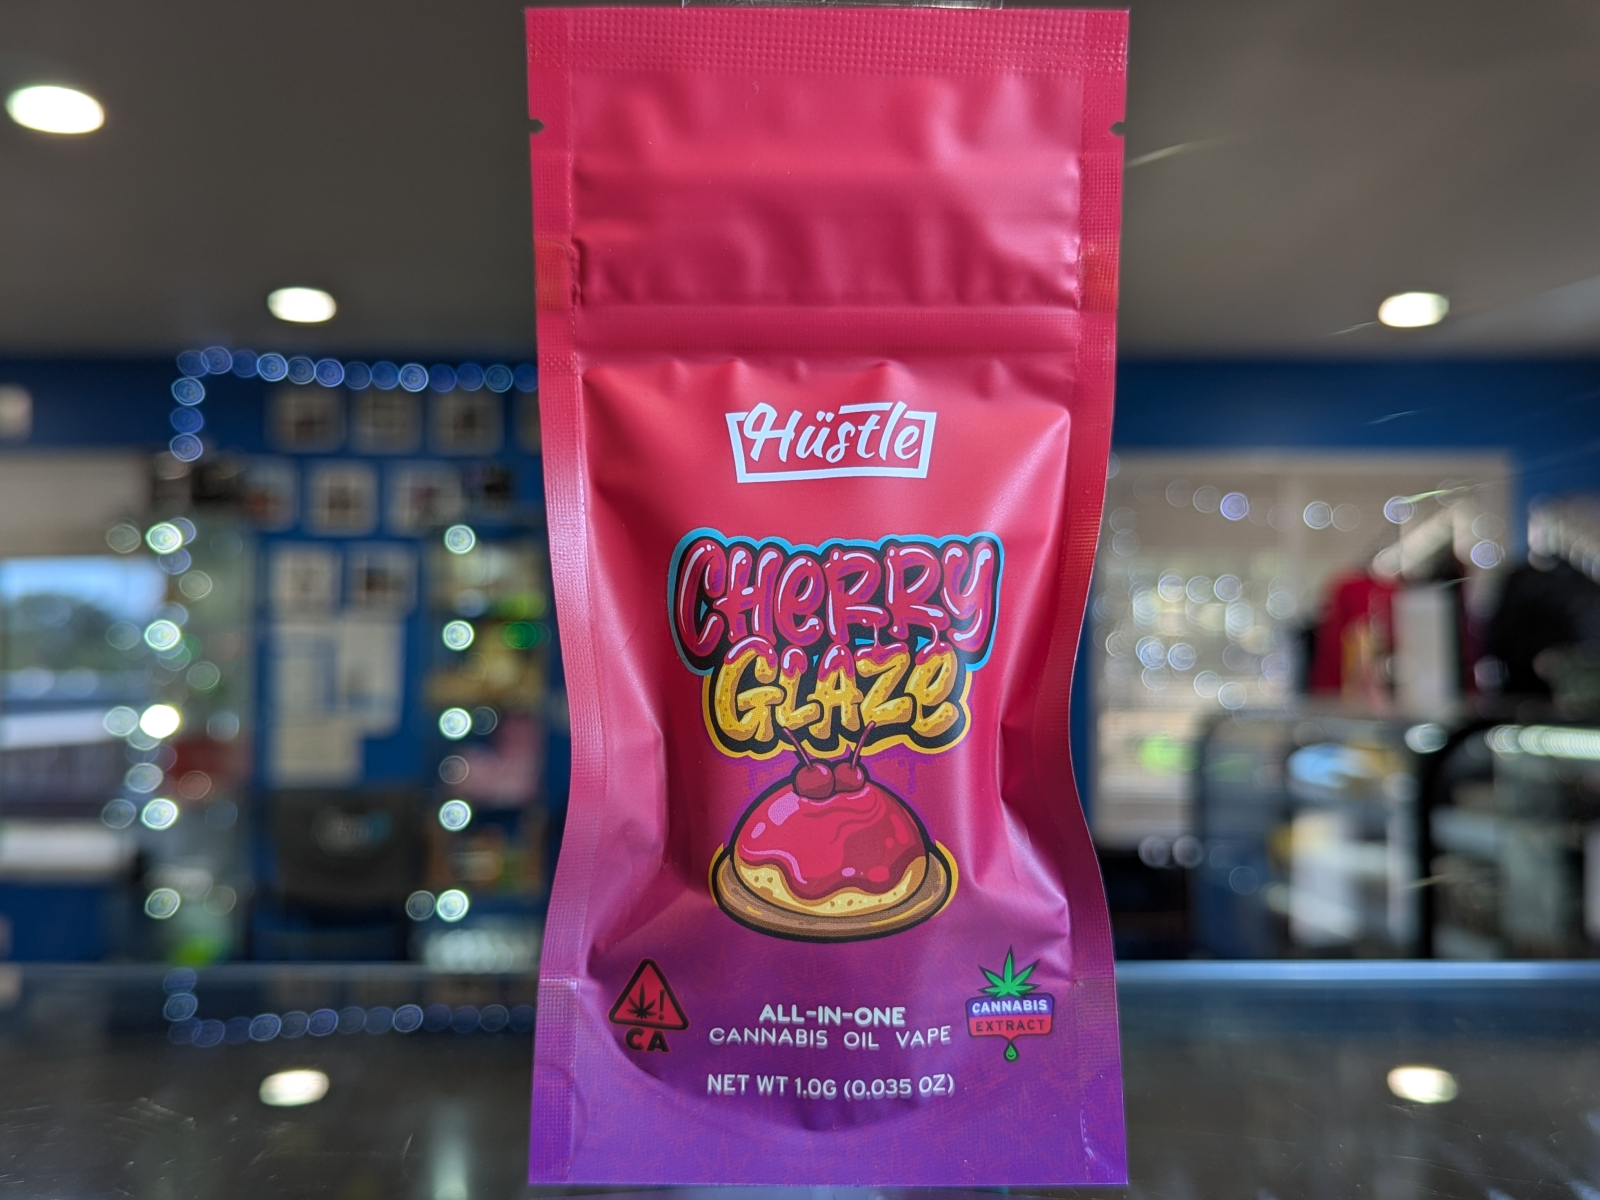 Hüstle
CHERRY
GLAZE
CA
ALL-IN-ONE
CANNABIS OIL VAPE
NET WT 1.0G (0.035 OZ)
CANNABIS
EXTRACT